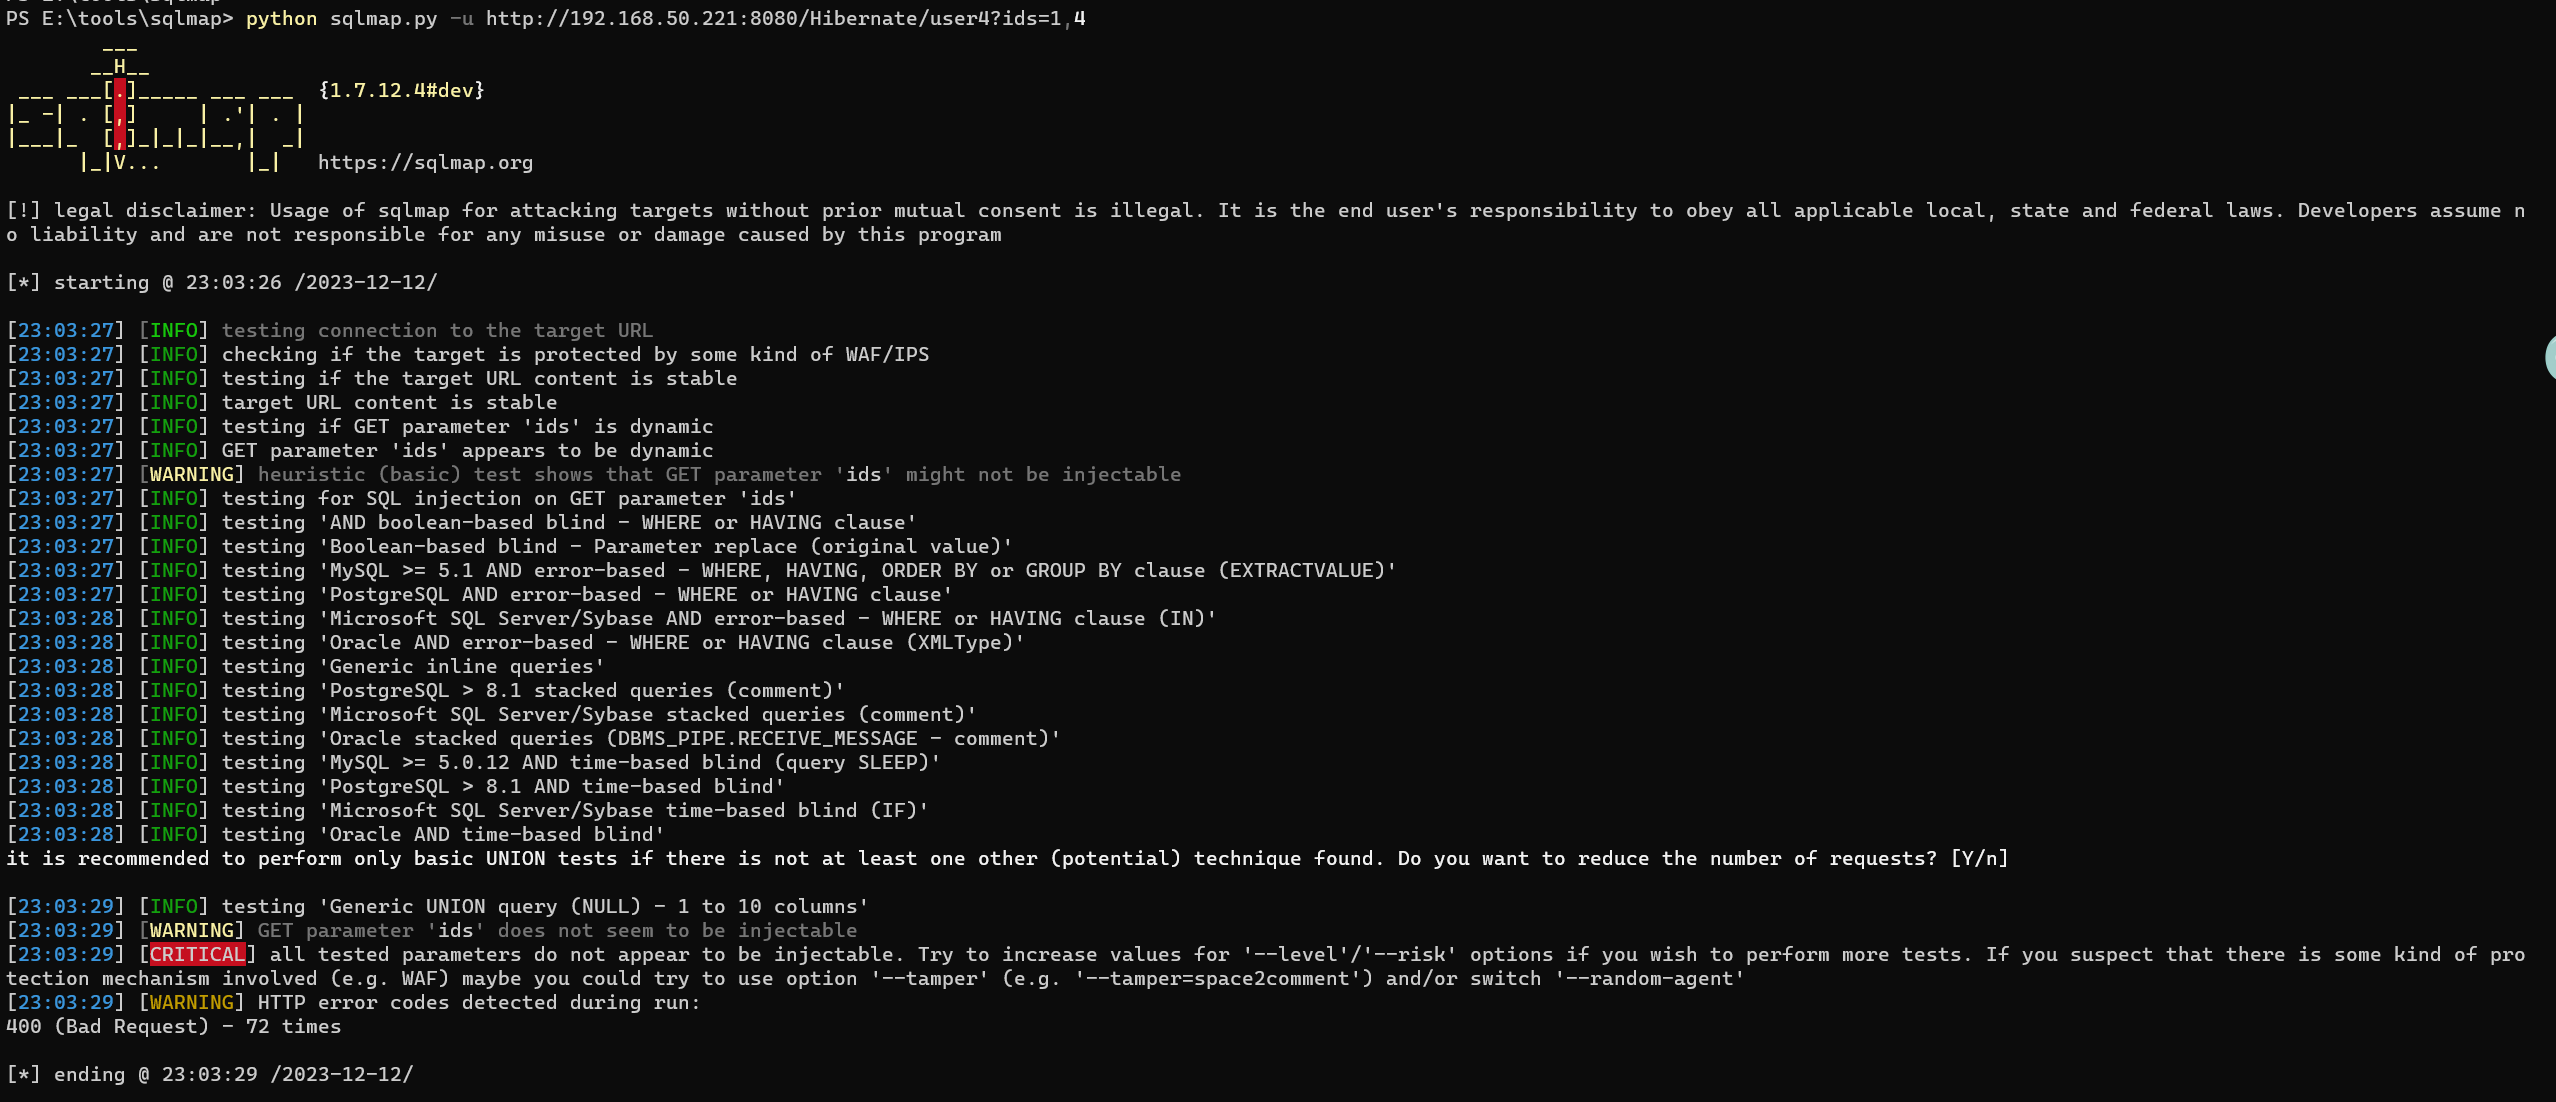 PS E:\tools\sqlmap> python sqlmap.py -u http://192.168.50.221:8080/Hibernate/user4?ids=1,4
        ___
       __H__
 ___ ___[.]_____ ___ ___  {1.7.12.4#dev}
|_ -| . [,]     | .'| . |
|___|_  [,]_|_|_|__,|  _|
      |_|V...       |_|   https://sqlmap.org
[!] legal disclaimer: Usage of sqlmap for attacking targets without prior mutual consent is illegal. It is the end user's responsibility to obey all applicable local, state and federal laws. Developers assume n
o liability and are not responsible for any misuse or damage caused by this program
[*] starting @ 23:03:26 /2023-12-12/
[23:03:27] [INFO] testing connection to the target URL
[23:03:27] [INFO] checking if the target is protected by some kind of WAF/IPS
[23:03:27] [INFO] testing if the target URL content is stable
[23:03:27] [INFO] target URL content is stable
[23:03:27] [INFO] testing if GET parameter 'ids' is dynamic
[23:03:27] [INFO] GET parameter 'ids' appears to be dynamic
[23:03:27] [WARNING] heuristic (basic) test shows that GET parameter 'ids' might not be injectable
[23:03:27] [INFO] testing for SQL injection on GET parameter 'ids'
[23:03:27] [INFO] testing 'AND boolean-based blind - WHERE or HAVING clause'
[23:03:27] [INFO] testing 'Boolean-based blind - Parameter replace (original value)'
[23:03:27] [INFO] testing 'MySQL >= 5.1 AND error-based - WHERE, HAVING, ORDER BY or GROUP BY clause (EXTRACTVALUE)'
[23:03:27] [INFO] testing 'PostgreSQL AND error-based - WHERE or HAVING clause'
[23:03:28] [INFO] testing 'Microsoft SQL Server/Sybase AND error-based - WHERE or HAVING clause (IN)'
[23:03:28] [INFO] testing 'Oracle AND error-based - WHERE or HAVING clause (XMLType)'
[23:03:28] [INFO] testing 'Generic inline queries'
[23:03:28] [INFO] testing 'PostgreSQL > 8.1 stacked queries (comment)'
[23:03:28] [INFO] testing 'Microsoft SQL Server/Sybase stacked queries (comment)'
[23:03:28] [INFO] testing 'Oracle stacked queries (DBMS_PIPE.RECEIVE_MESSAGE - comment)'
[23:03:28] [INFO] testing 'MySQL >= 5.0.12 AND time-based blind (query SLEEP)'
[23:03:28] [INFO] testing 'PostgreSQL > 8.1 AND time-based blind'
[23:03:28] [INFO] testing 'Microsoft SQL Server/Sybase time-based blind (IF)'
[23:03:28] [INFO] testing 'Oracle AND time-based blind'
it is recommended to perform only basic UNION tests if there is not at least one other (potential) technique found. Do you want to reduce the number of requests? [Y/n]
[23:03:29] [INFO] testing 'Generic UNION query (NULL) - 1 to 10 columns'
[23:03:29] [WARNING] GET parameter 'ids' does not seem to be injectable
[23:03:29] [CRITICAL] all tested parameters do not appear to be injectable. Try to increase values for '--level'/'--risk' options if you wish to perform more tests. If you suspect that there is some kind of pro
tection mechanism involved (e.g. WAF) maybe you could try to use option '--tamper' (e.g. '--tamper=space2comment') and/or switch '--random-agent'
[23:03:29] [WARNING] HTTP error codes detected during run:
400 (Bad Request) - 72 times
[*] ending @ 23:03:29 /2023-12-12/